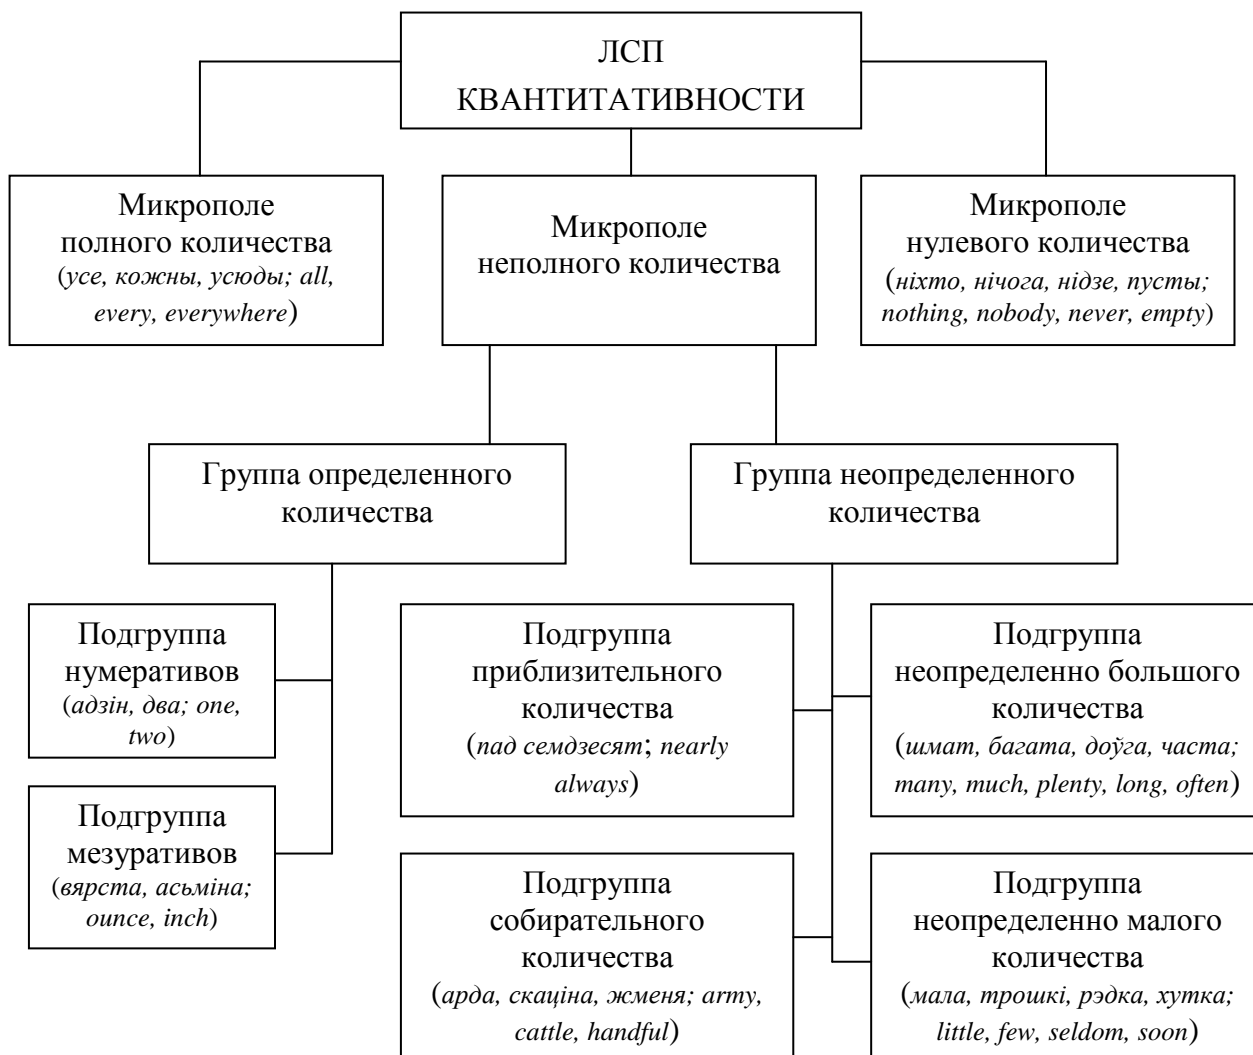 ЛСП
КВАНТИТАТИВНОСТИ
Микрополе
полного количества
(усе, кожны, усюды; all,
every, everywhere)
Микрополе
неполного количества
Микрополе
нулевого количества
(ніхто, нічога, нідзе, пусты;
nothing, nobody, never, empty)
Группа определенного
количества
Группа неопределенного
количества
Подгруппа
нумеративов
(адзін, два; one,
two)
Подгруппа
мезуративов
(вярста, асьміна;
ounce, inch)
Подгруппа
приблизительного
количества
(пад семдзесят; nearly
always)
Подгруппа
неопределенно большого
количества
(шмат, багата, доўга, часта;
many, much, plenty, long, often)
Подгруппа
собирательного
количества
(арда, скаціна, жменя; army,
cattle, handful)
Подгруппа
неопределенно малого
количества
(мала, трошкі, рэдка, хутка;
little, few, seldom, soon)